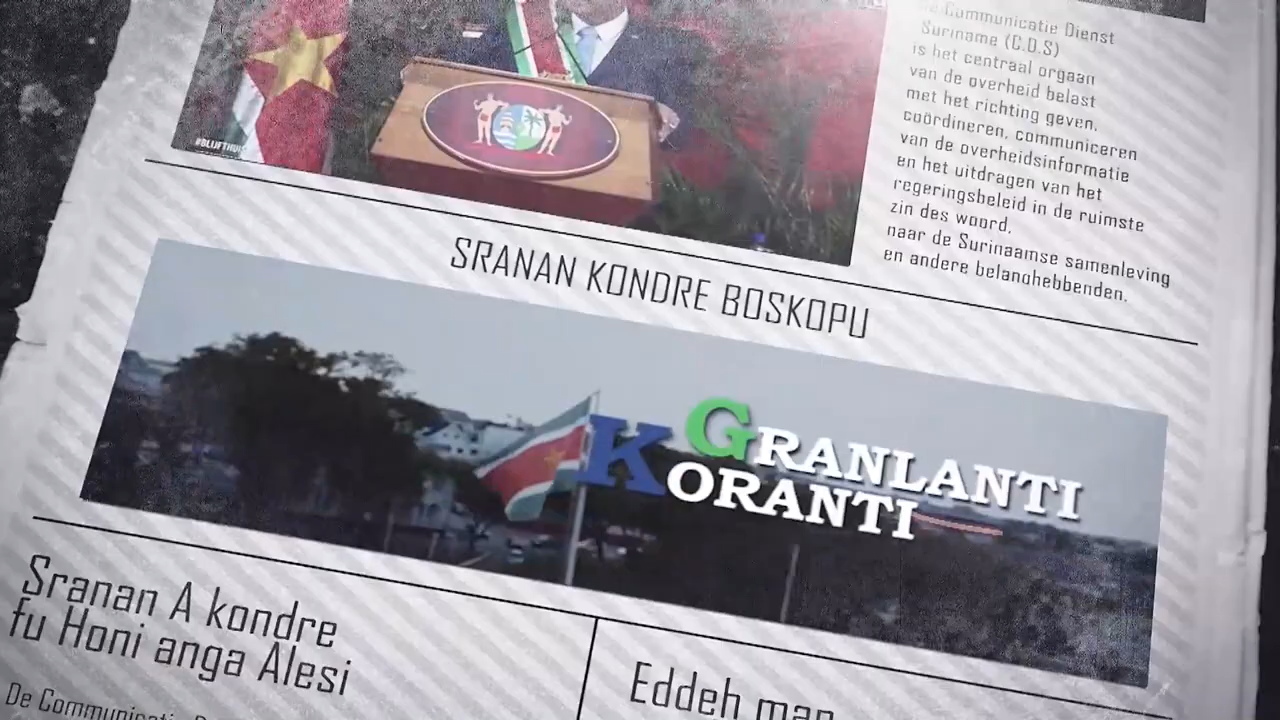 Communicatie Dienst
Suriname (C.D.S)
is het centraal orgaan
van de overheid belast
met het richting geven,
coördineren, communiceren
van de overheidsinformatie
en het uitdragen van het
regeringsbeleid in de ruimste
zin des woord.
naar de Surinaamse samenleving
en andere belanghebbenden.
SRANAN KONDRE BOSKOPU
GRANLANTI
KORANTI
Sranan A kondre
fu Honi anga Alesi
De
Eddeh man